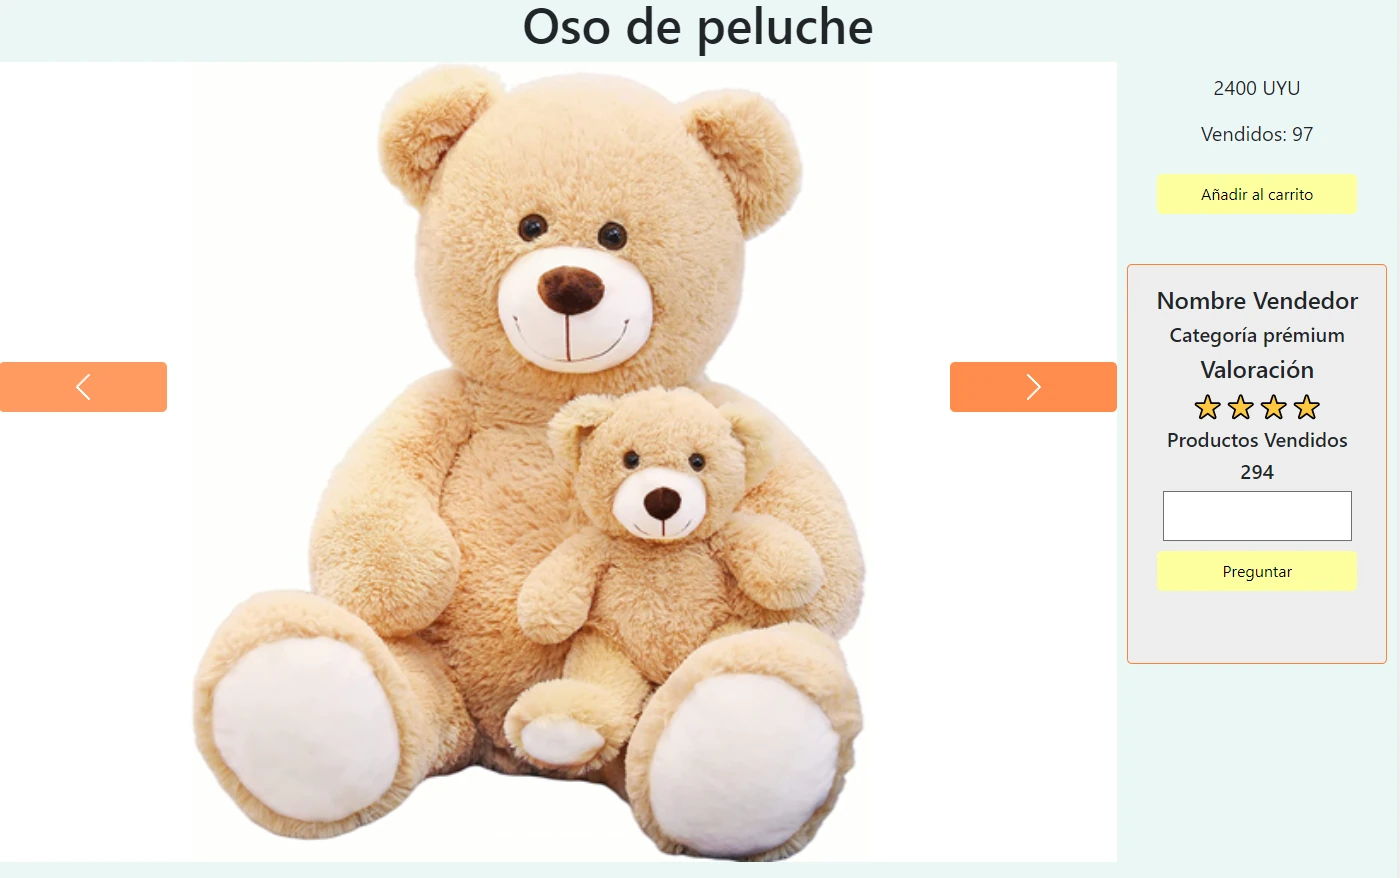 Oso de peluche
2400 UYU
Vendidos: 97
Añadir al carrito
Nombre Vendedor
Categoría prémium
Valoración
Productos Vendidos
294
Preguntar